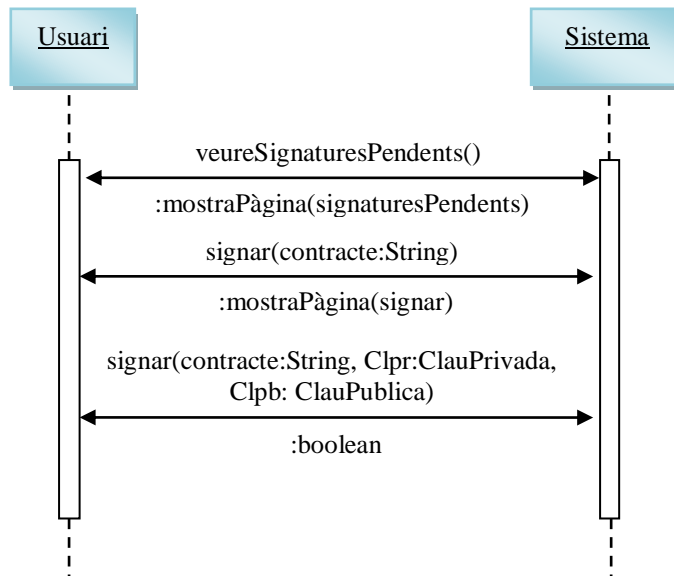 Usuari
Sistema
veureSignaturesPendents()
:mostraPàgina(signaturesPendents)
signar(contracte:String)
:mostraPàgina(signar)
signar(contracte:String, Clpr:ClauPrivada,
Clpb: ClauPublica)
:boolean